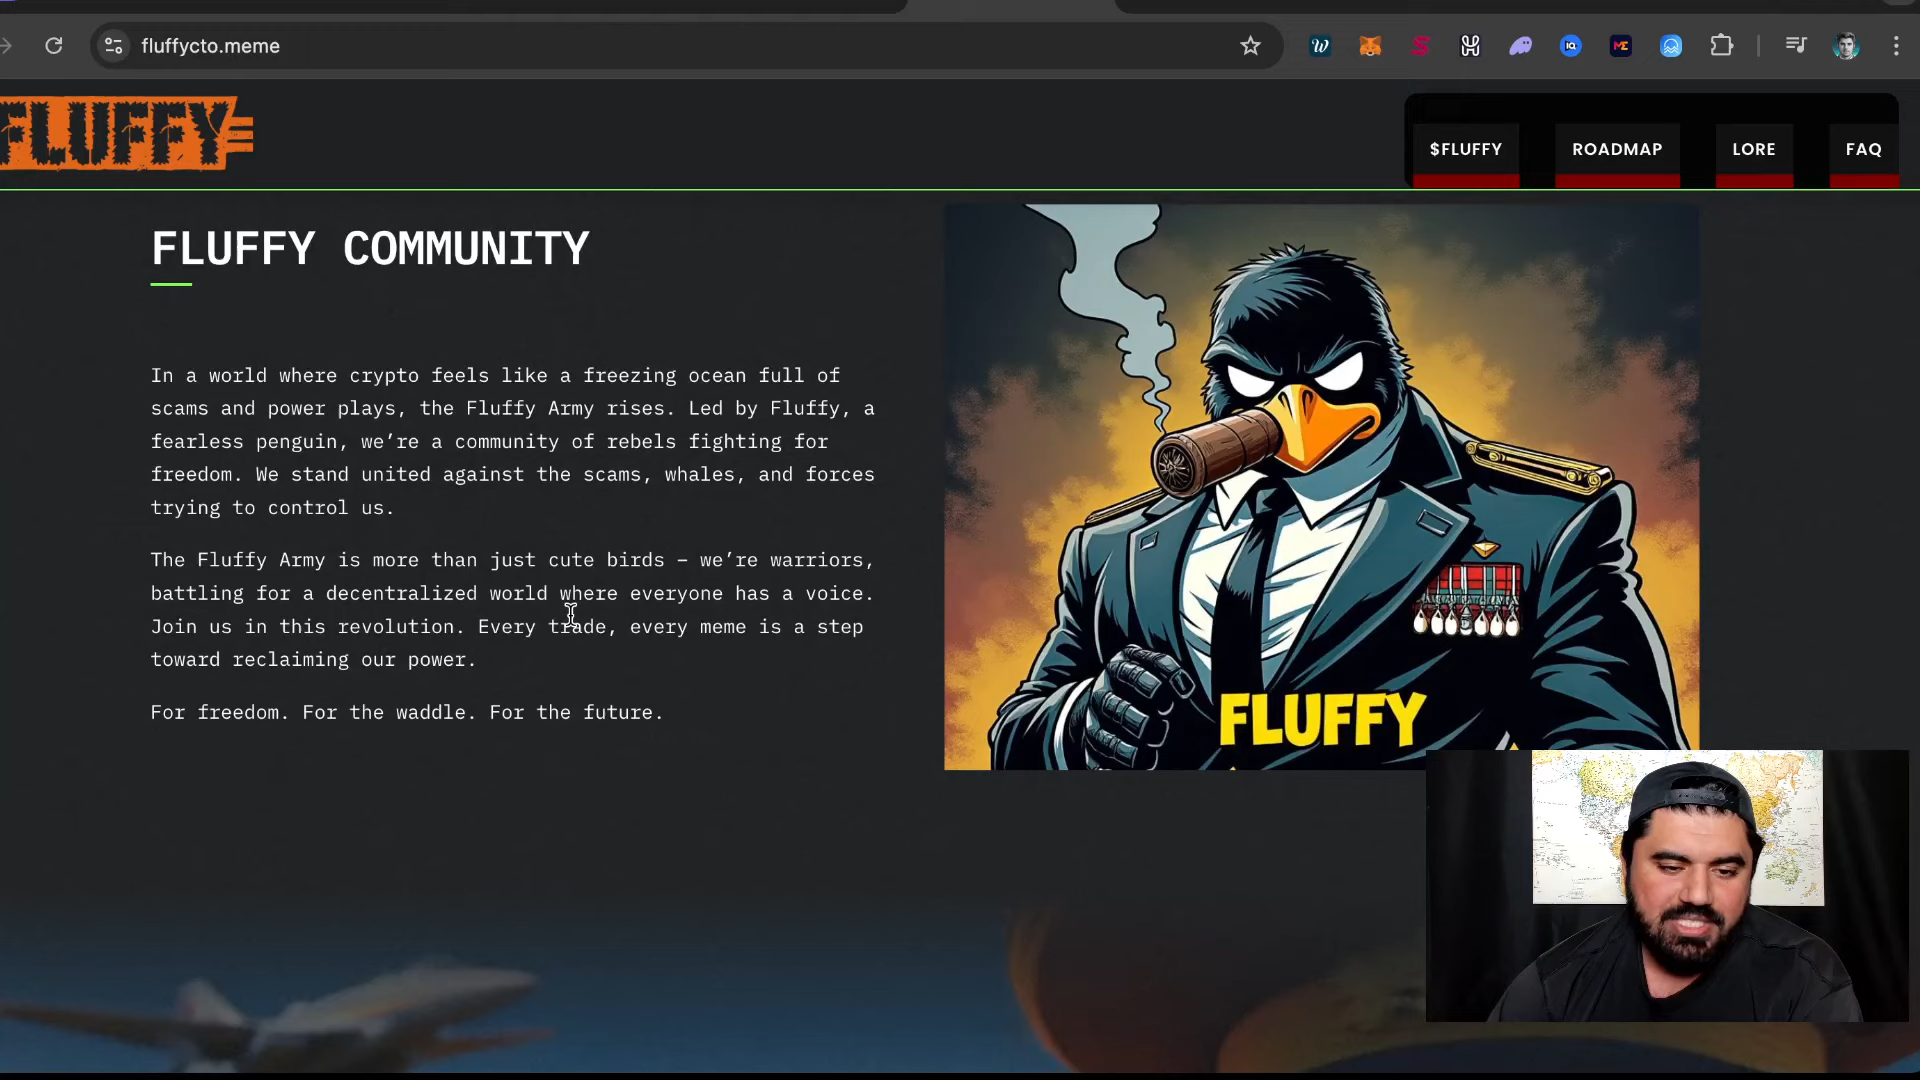 fluffycto.meme
FLUFFY
$FLUFFY
ROADMAP
LORE
FAQ
FLUFFY COMMUNITY
In a world where crypto feels like a freezing ocean full of
scams and power plays, the Fluffy Army rises. Led by Fluffy, a
fearless penguin, we’re a community of rebels fighting for
freedom. We stand united against the scams, whales, and forces
trying to control us.
The Fluffy Army is more than just cute birds – we’re warriors,
battling for a decentralized world where everyone has a voice.
Join us in this revolution. Every trade, every meme is a step
toward reclaiming our power.
For freedom. For the waddle. For the future.
FLUFFY